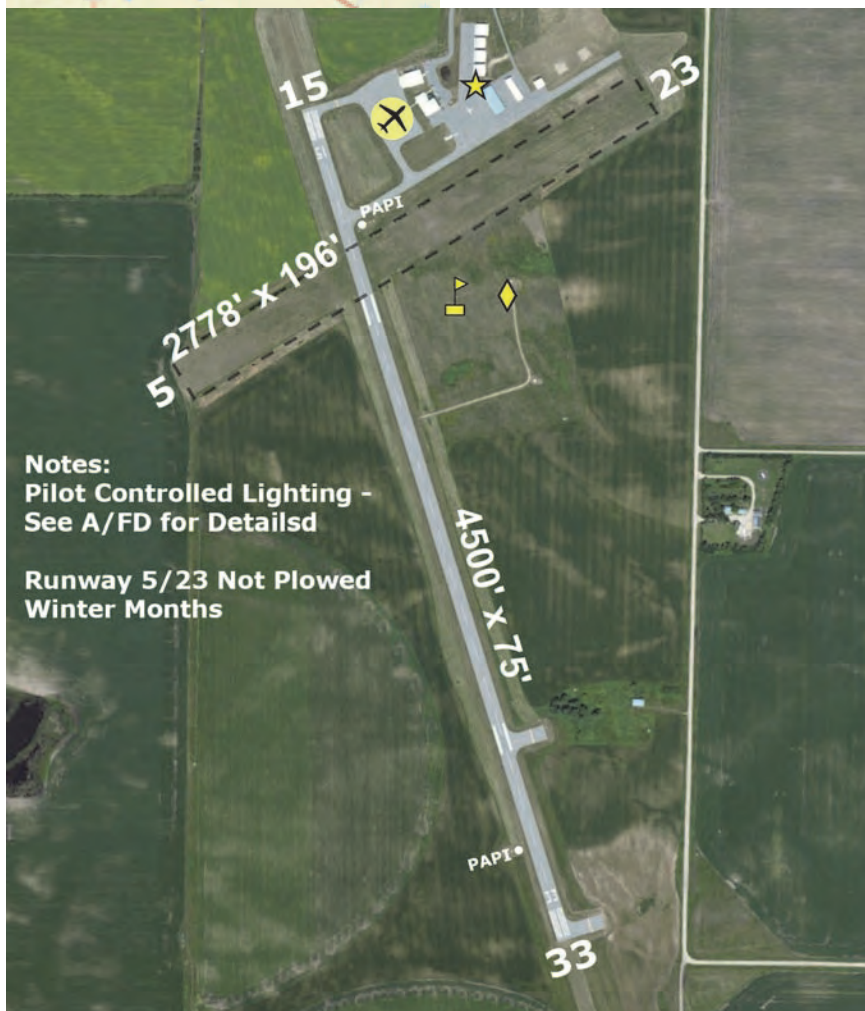 15
23
PAPI
2778' x 196'
5
Notes:
Pilot Controlled Lighting -
See A/FD for Detailsd
Runway 5/23 Not Plowed
Winter Months
4500' x 75'
PAPI
33
33